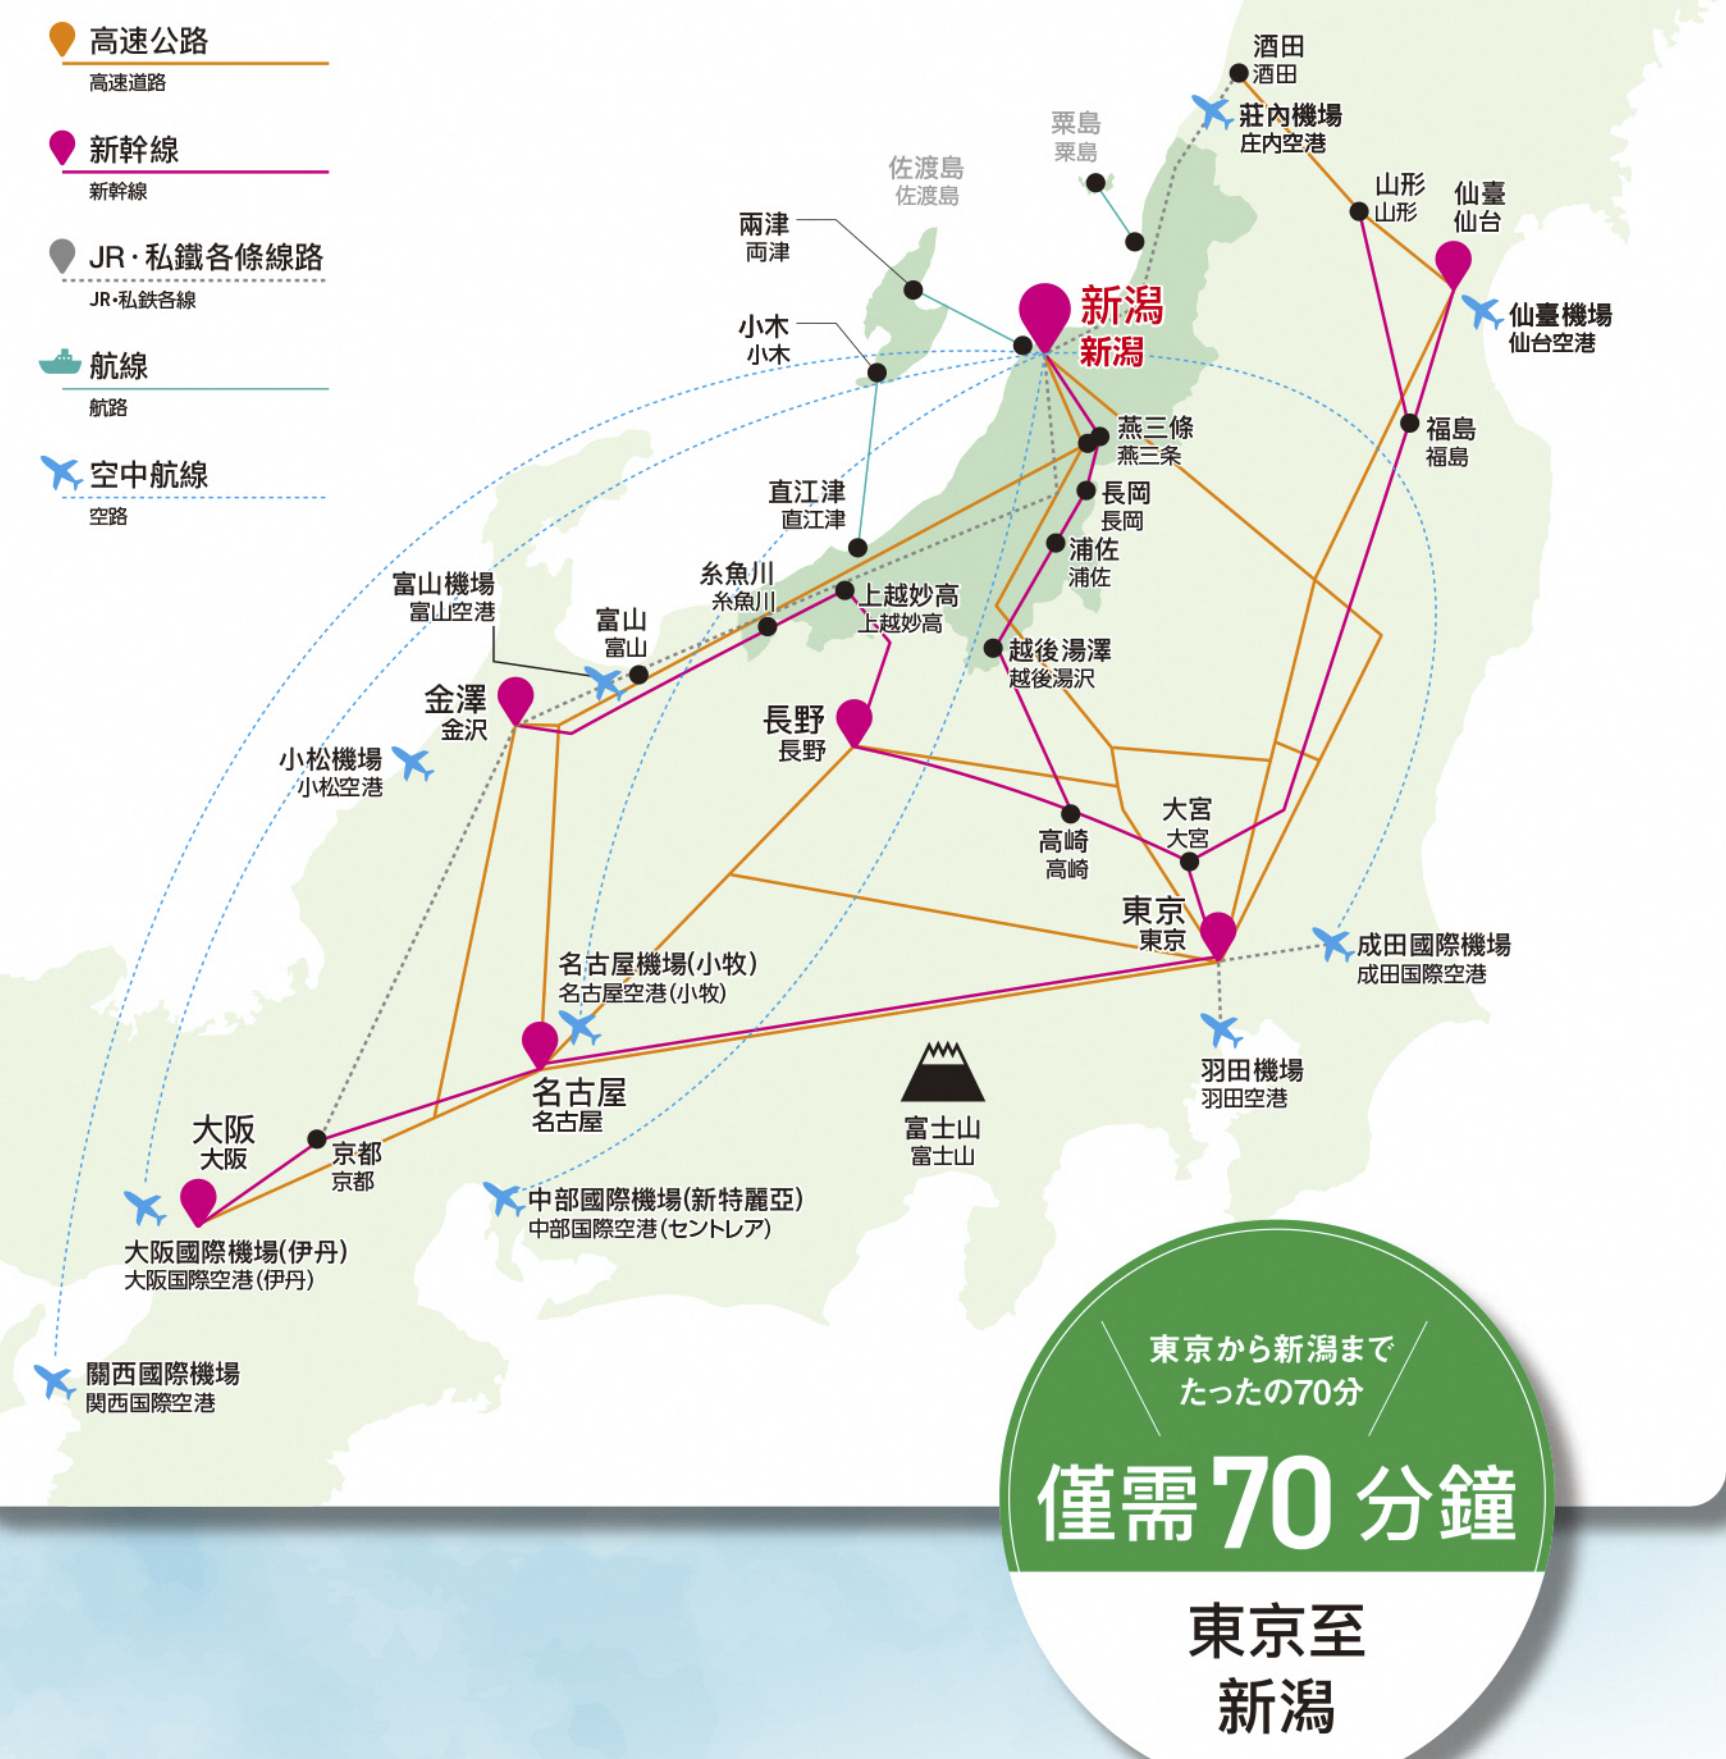 高速公路
高速道路
新幹線
新幹線
JR・私鐵各條線路
JR・私鉄各線
航線
航路
空中航線
空路
酒田
酒田
莊內機場
庄内空港
粟島
粟島
佐渡島
佐渡島
山形
山形
仙臺
仙台
兩津
両津
新潟
新潟
仙臺機場
仙台空港
小木
小木
燕三條
燕三条
福島
福島
直江津
直江津
長岡
長岡
浦佐
浦佐
糸魚川
糸魚川
上越妙高
上越妙高
富山機場
富山空港
富山
富山
越後湯澤
越後湯沢
金澤
金沢
長野
長野
小松機場
小松空港
大宮
大宮
高崎
高崎
東京
東京
成田國際機場
成田国際空港
名古屋機場(小牧)
名古屋空港(小牧)
羽田機場
羽田空港
名古屋
名古屋
富士山
富士山
大阪
大阪
京都
京都
中部國際機場(新特麗亞)
中部国際空港(セントレア)
大阪國際機場(伊丹)
大阪国際空港(伊丹)
關西國際機場
関西国際空港
東京から新潟まで
たったの70分
僅需70分鐘
東京至
新潟